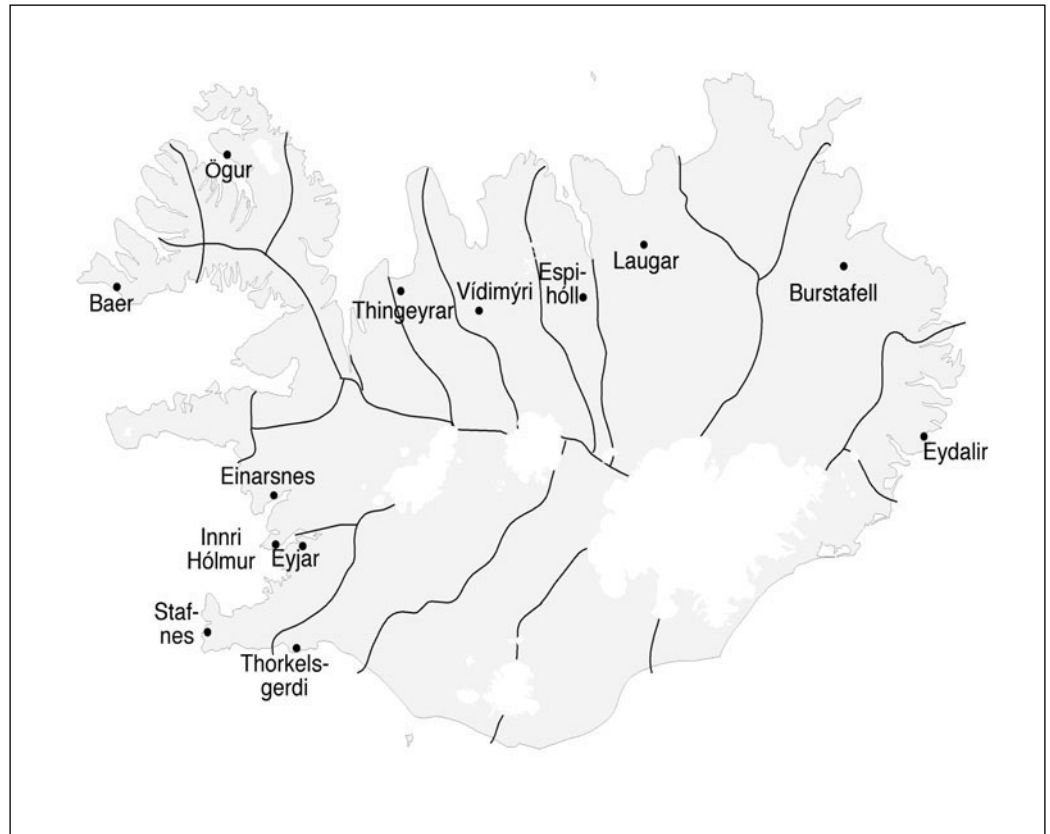 Ögur
Baer
Thingeyrar
Vídimýri
Espi-
hóll
Laugar
Burstafell
Eydalir
Einarsnes
Innri
Hólmur
Eyjar
Staf-
nes
Thorkels-
gerdi